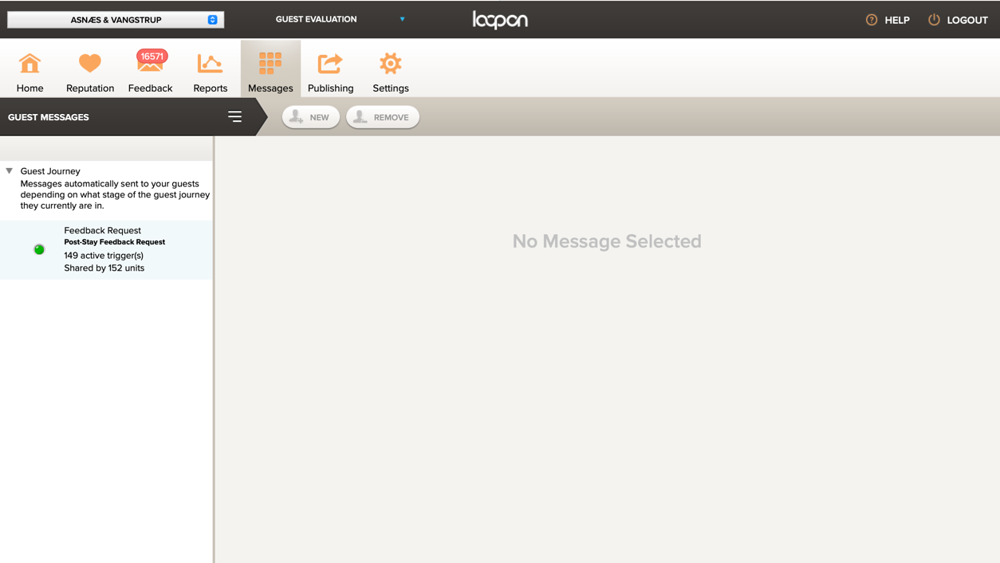 ASNÆS & VANGSTRUP
GUEST EVALUATION
loopon
HELP
LOGOUT
16571
Home
Reputation
Feedback
Reports
Messages
Publishing
Settings
GUEST MESSAGES
NEW
REMOVE
Guest Journey
Messages automatically sent to your guests
depending on what stage of the guest journey
they currently are in.
Feedback Request
Post-Stay Feedback Request
149 active trigger(s)
Shared by 152 units
No Message Selected